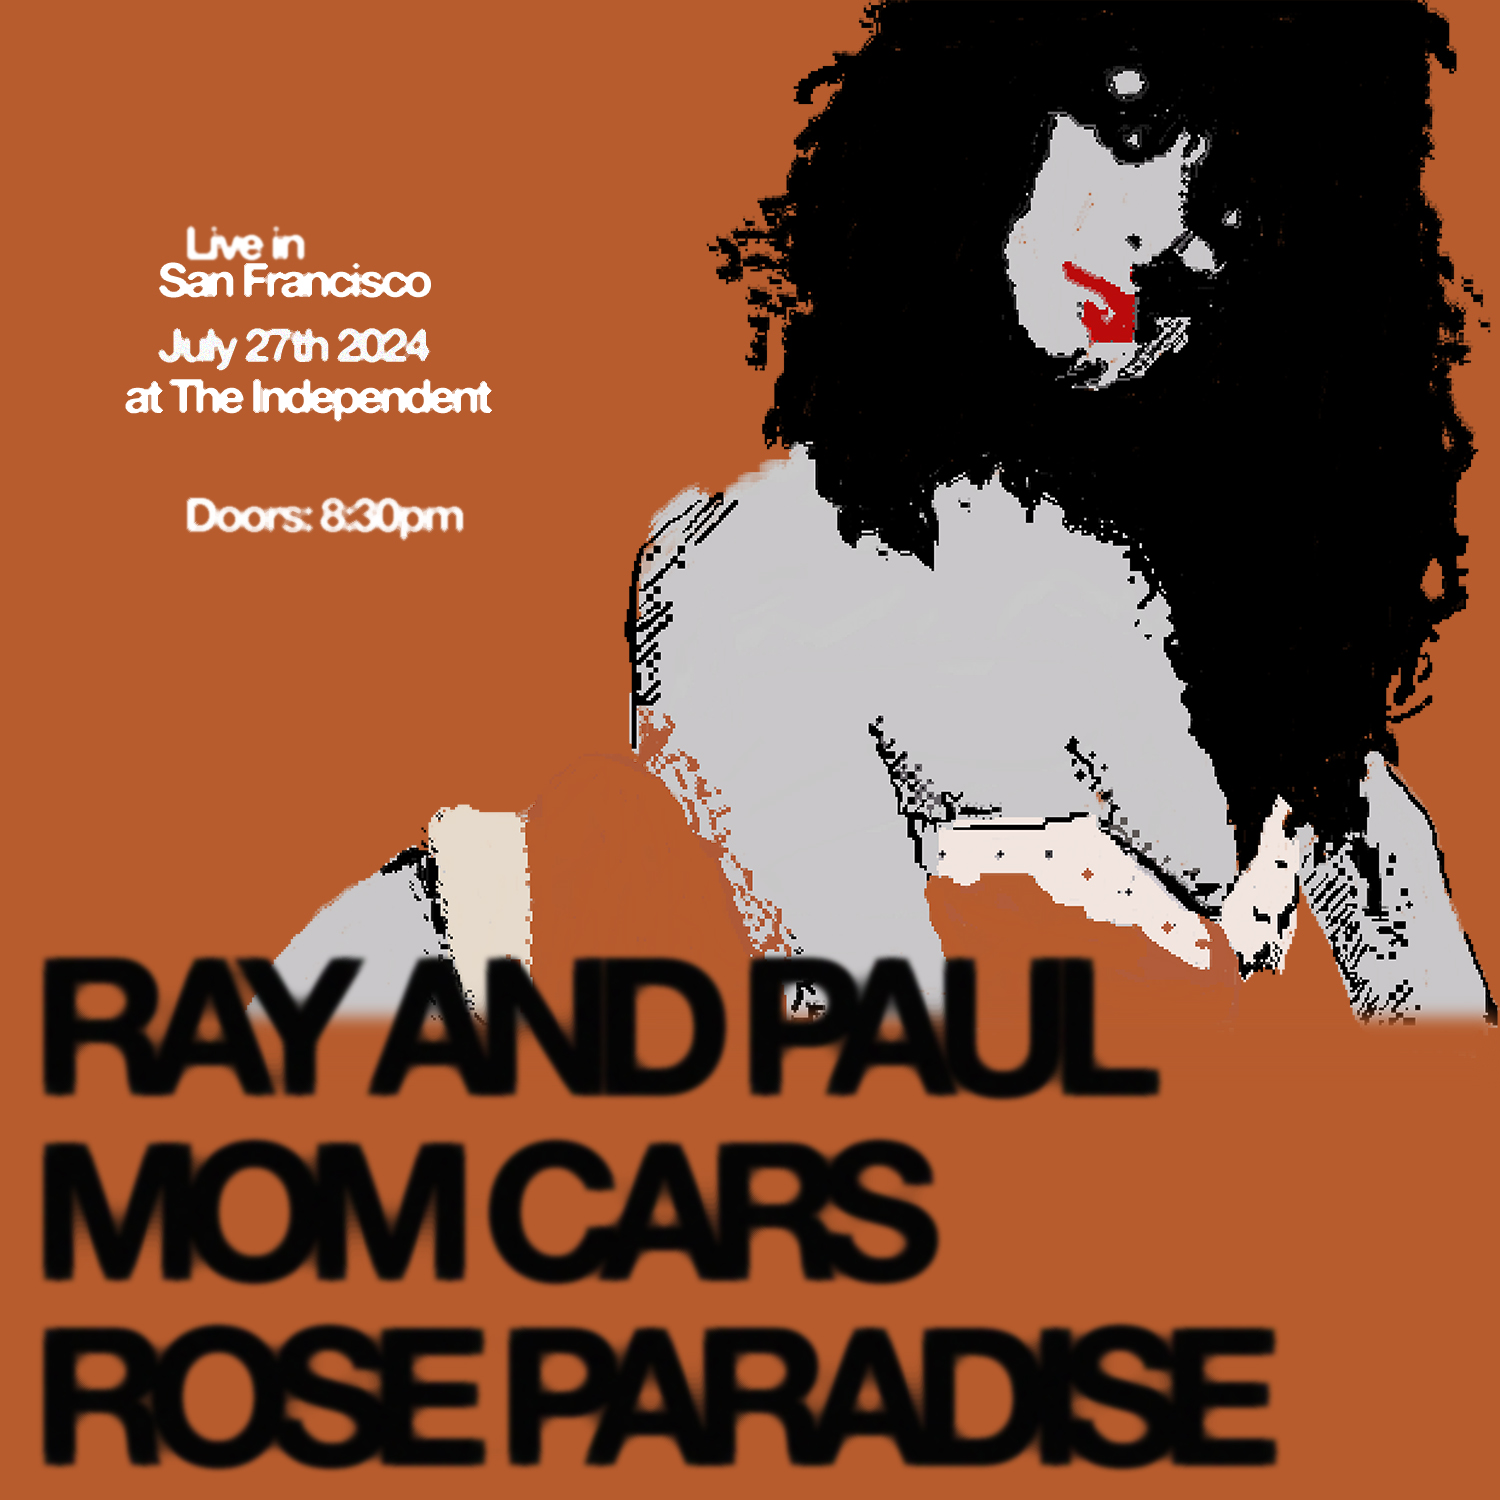 Live in
San Francisco
July 27th 2024
at The Independent
Doors: 8:30pm
RAY AND PAUL
MOM CARS
ROSE PARADISE